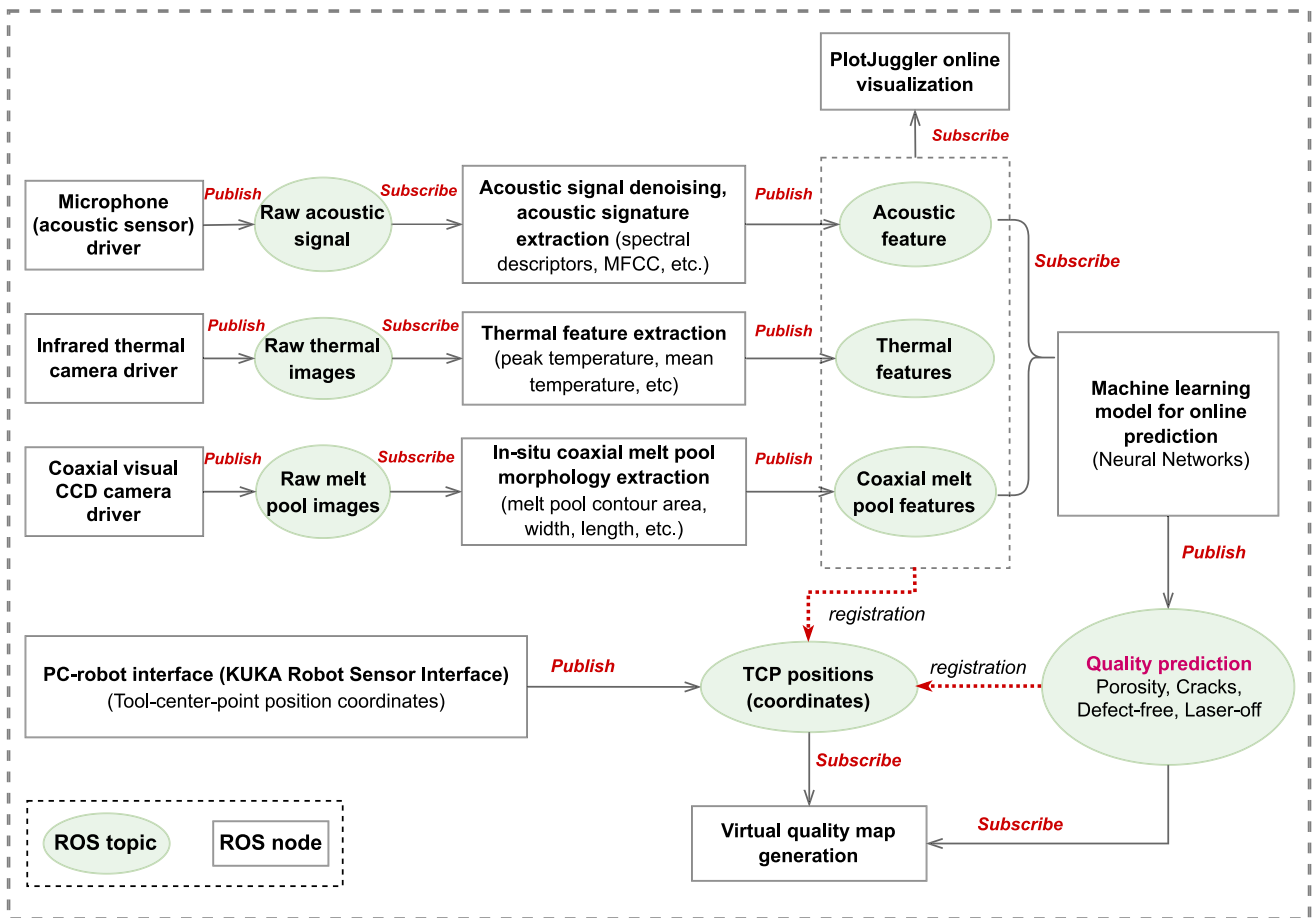 PlotJuggler online
visualization
Subscribe
Microphone
(acoustic sensor)
driver
Publish
Raw acoustic
signal
Subscribe
Acoustic signal denoising,
acoustic signature
extraction (spectral
descriptors, MFCC, etc.)
Publish
Acoustic
feature
Subscribe
Infrared thermal
camera driver
Publish
Raw thermal
images
Subscribe
Thermal feature extraction
(peak temperature, mean
temperature, etc)
Publish
Thermal
features
Machine learning
model for online
prediction
(Neural Networks)
Coaxial visual
CCD camera
driver
Publish
Raw melt
pool images
Subscribe
In-situ coaxial melt pool
morphology extraction
(melt pool contour area,
width, length, etc.)
Publish
Coaxial melt
pool features
Publish
registration
PC-robot interface (KUKA Robot Sensor Interface)
(Tool-center-point position coordinates)
Publish
TCP positions
(coordinates)
registration
Quality prediction
Porosity, Cracks,
Defect-free, Laser-off
Subscribe
Virtual quality map
generation
Subscribe
ROS topic
ROS node